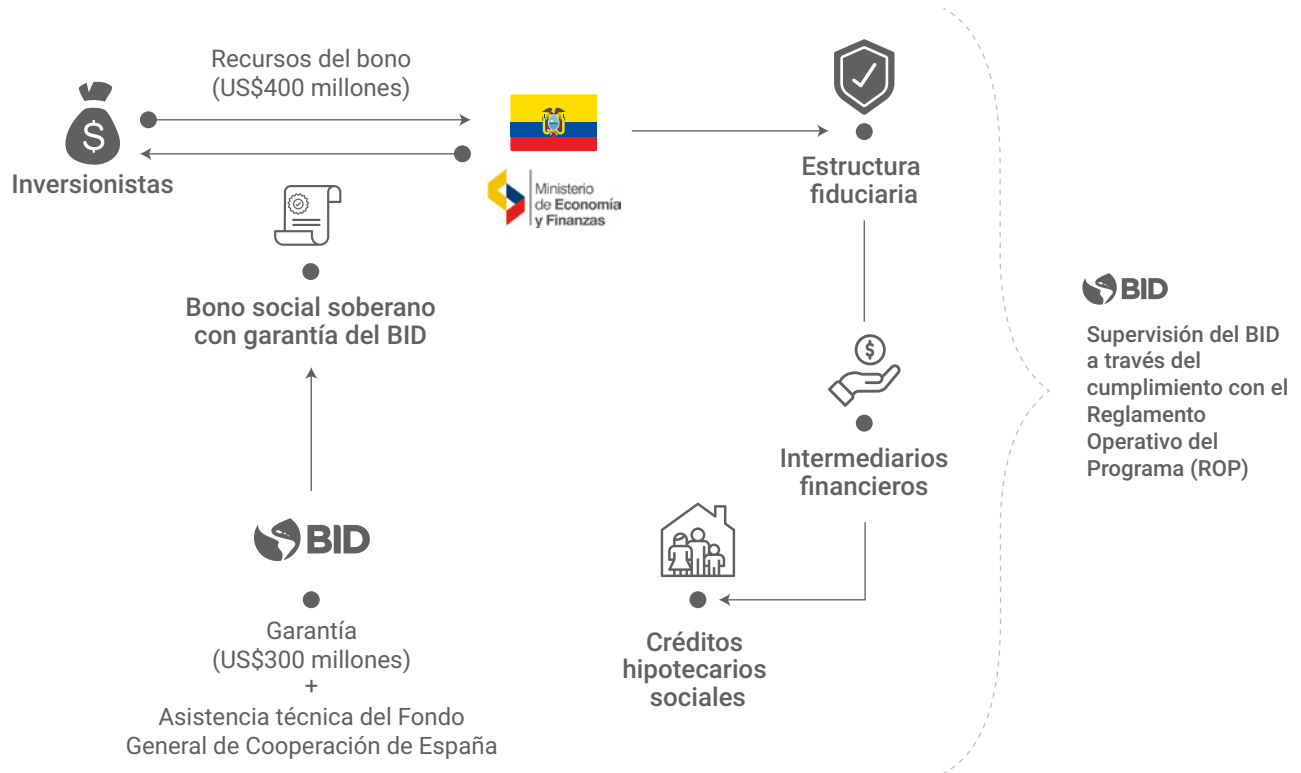 Recursos del bono
(US$400 millones)
$
Inversionistas
Ministerio
de Economía
y Finanzas
Estructura
fiduciaria
Bono social soberano
con garantía del BID
BID
Supervisión del BID
a través del
cumplimiento con el
Reglamento
Operativo del
Programa (ROP)
$
Intermediarios
financieros
BID
Garantía
(US$300 millones)
+
Asistencia técnica del Fondo
General de Cooperación de España
Créditos
hipotecarios
sociales